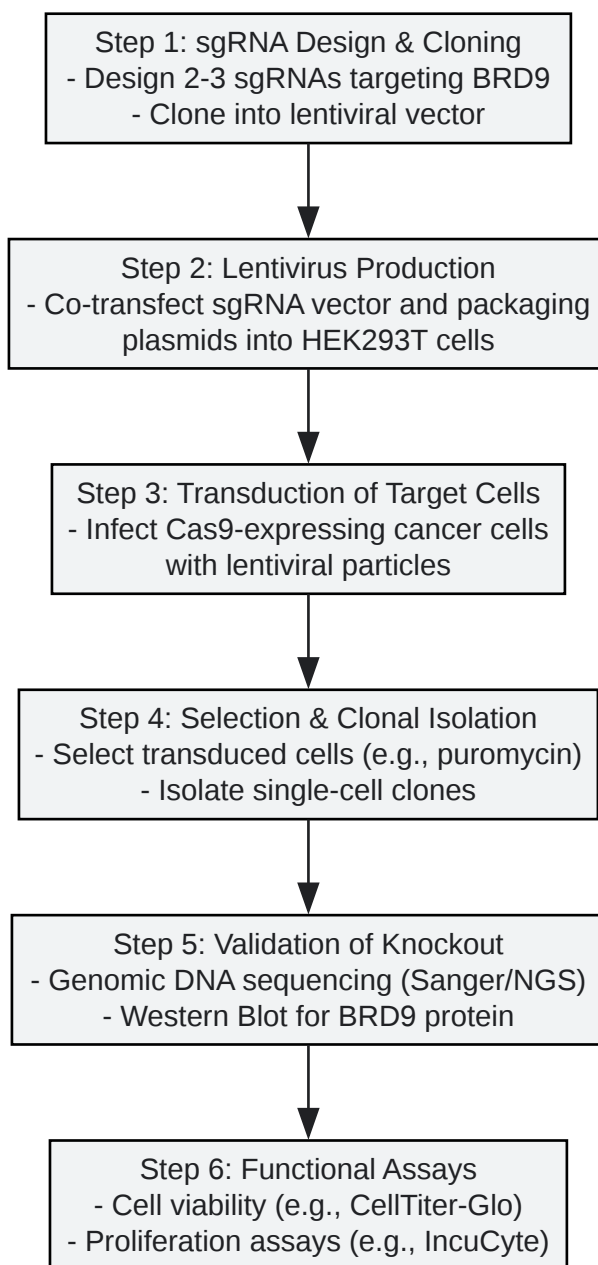 Step 1: sgRNA Design & Cloning
- Design 2-3 sgRNAs targeting BRD9
- Clone into lentiviral vector
Step 2: Lentivirus Production
- Co-transfect sgRNA vector and packaging
plasmids into HEK293T cells
Step 3: Transduction of Target Cells
- Infect Cas9-expressing cancer cells
with lentiviral particles
Step 4: Selection & Clonal Isolation
- Select transduced cells (e.g., puromycin)
- Isolate single-cell clones
Step 5: Validation of Knockout
- Genomic DNA sequencing (Sanger/NGS)
- Western Blot for BRD9 protein
Step 6: Functional Assays
- Cell viability (e.g., CellTiter-Glo)
- Proliferation assays (e.g., IncuCyte)